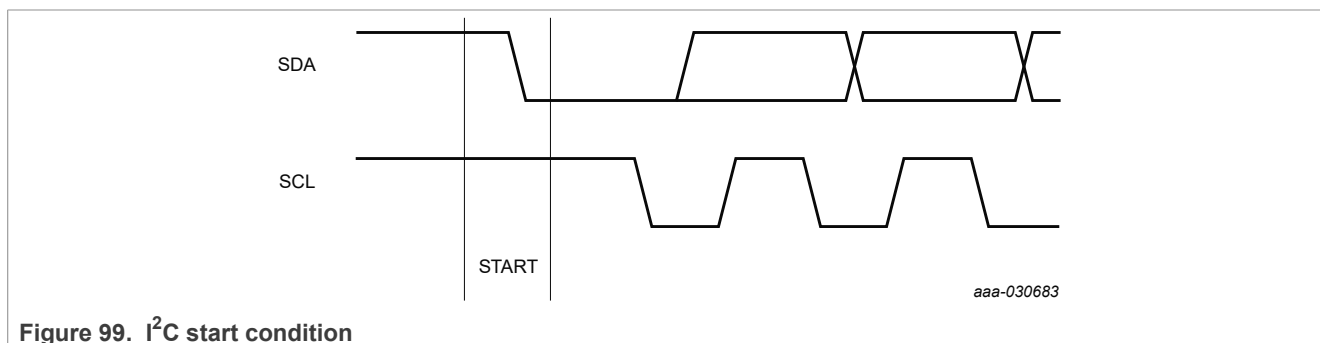 SDA
SCL
START
aaa-030683
Figure 99. I²C start condition